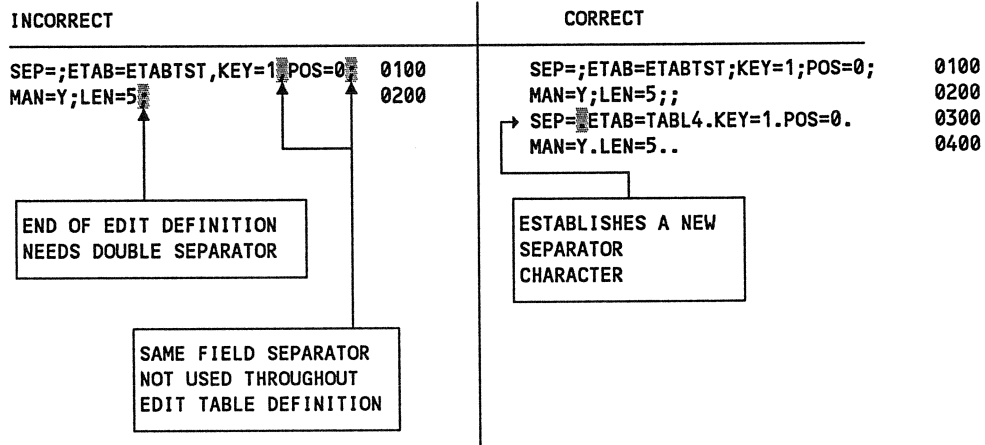 INCORRECT
SEP=;ETAB=ETABTST,KEY=1,POS=0; 0100
MAN=Y;LEN=5; 0200
END OF EDIT DEFINITION
NEEDS DOUBLE SEPARATOR
SAME FIELD SEPARATOR
NOT USED THROUGHOUT
EDIT TABLE DEFINITION
CORRECT
SEP=;ETAB=ETABTST;KEY=1;POS=0; 0100
MAN=Y;LEN=5;; 0200
SEP=.ETAB=TABL4.KEY=1.POS=0. 0300
MAN=Y.LEN=5.. 0400
ESTABLISHES A NEW
SEPARATOR
CHARACTER